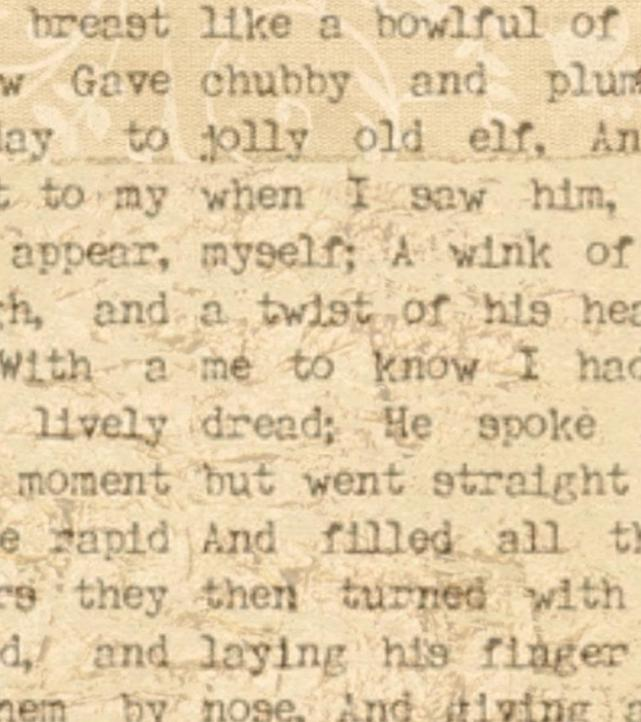 breast like a bowlful of
w Gave chubby and plum
lay to jolly old elf, An
t to my when I saw him,
appear, myself; A wink of
gh, and a twist of his hea
With a me to know I had
lively dread; He spoke
moment but went straight
e rapid And filled all th
rs they then turned with
d, and laying his finger
hem by nose, And giving a